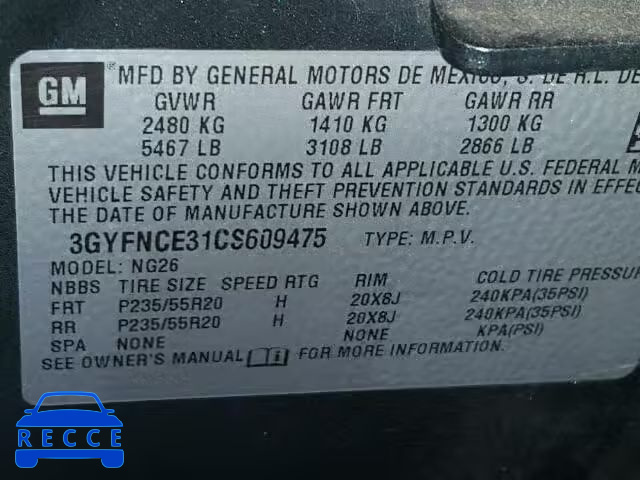 GM ® MFD BY GENERAL MOTORS DE MEXICO, S. DE R.L. DE
GVWR GAWR FRT GAWR RR
2480 KG 1410 KG 1300 KG
5467 LB 3108 LB 2866 LB
THIS VEHICLE CONFORMS TO ALL APPLICABLE U.S. FEDERAL M
VEHICLE SAFETY AND THEFT PREVENTION STANDARDS IN EFFEC
THE DATE OF MANUFACTURE SHOWN ABOVE.
3GYFNCE31CS609475 TYPE: M.P.V.
MODEL: NG26
NBBS TIRE SIZE SPEED RTG RIM COLD TIRE PRESSUR
FRT P235/55R20 H 20X8J 240KPA(35PSI)
RR P235/55R20 H 20X8J 240KPA(35PSI)
SPA NONE NONE KPA(PSI)
SEE OWNER'S MANUAL FOR MORE INFORMATION.
RECCE